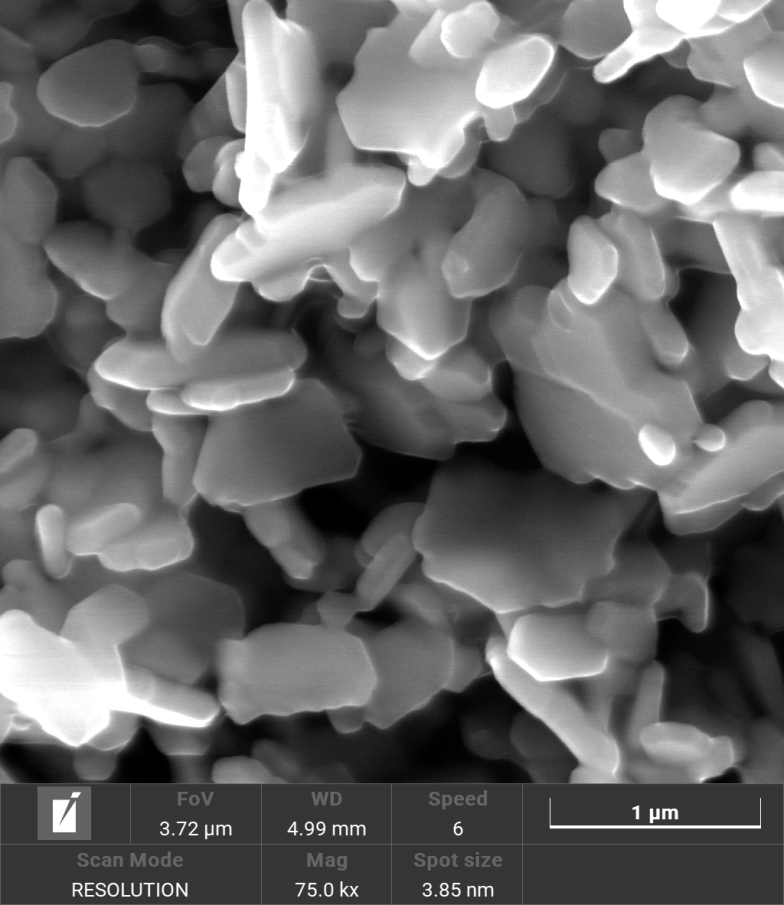 FoV WD Speed
3.72 μm 4.99 mm 6
1 μm
Scan Mode Mag Spot size
RESOLUTION 75.0 kx 3.85 nm